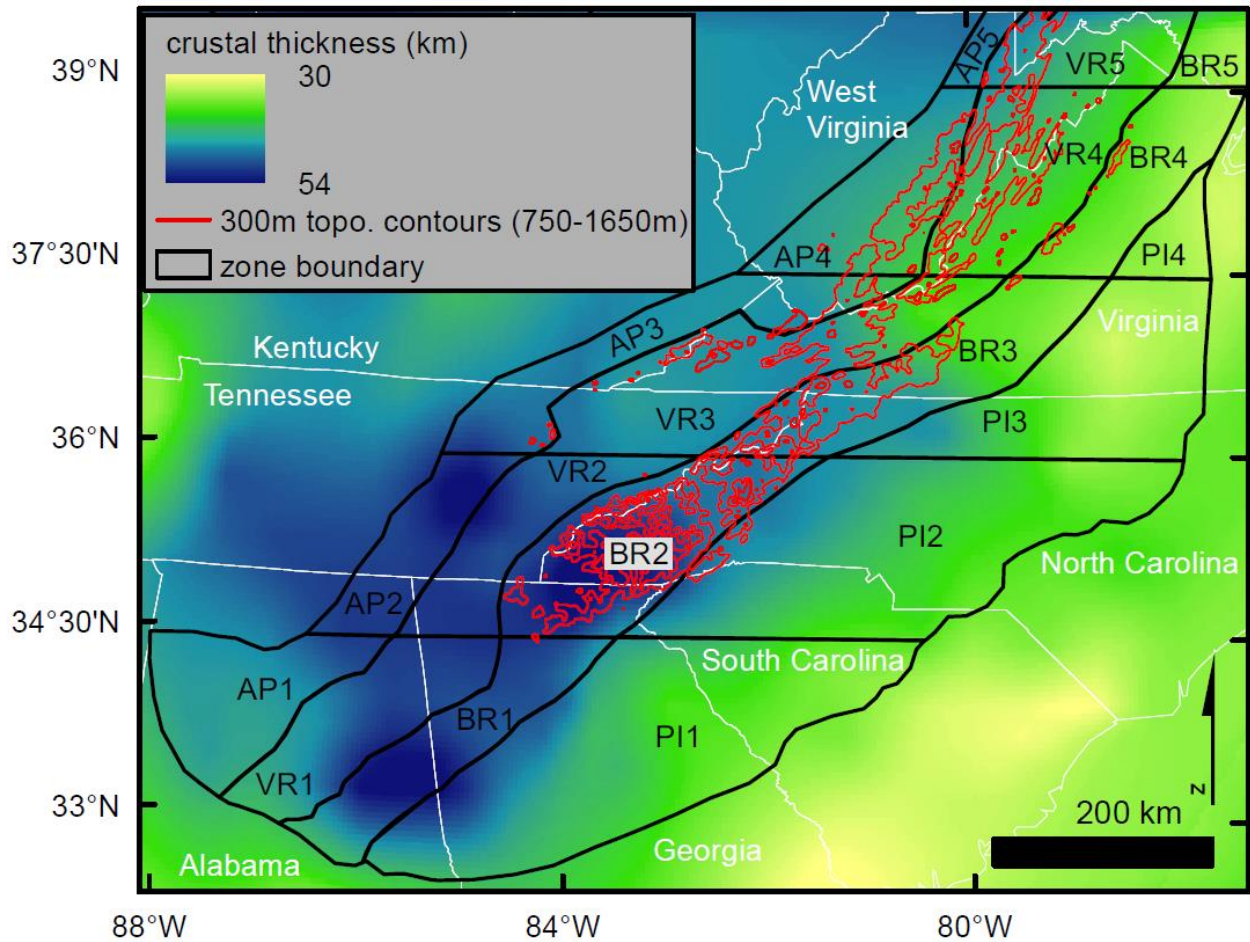 crustal thickness (km)
30
54
300m topo. contours (750-1650m)
zone boundary
39°N
37°30'N
36°N
34°30'N
33°N
88°W
84°W
80°W
West
Virginia
AP5
VR5
BR5
VR4
BR4
AP4
PI4
Virginia
Kentucky
Tennessee
AP3
BR3
VR3
PI3
VR2
BR2
PI2
North Carolina
AP2
South Carolina
AP1
BR1
PI1
VR1
Alabama
Georgia
200 km
z